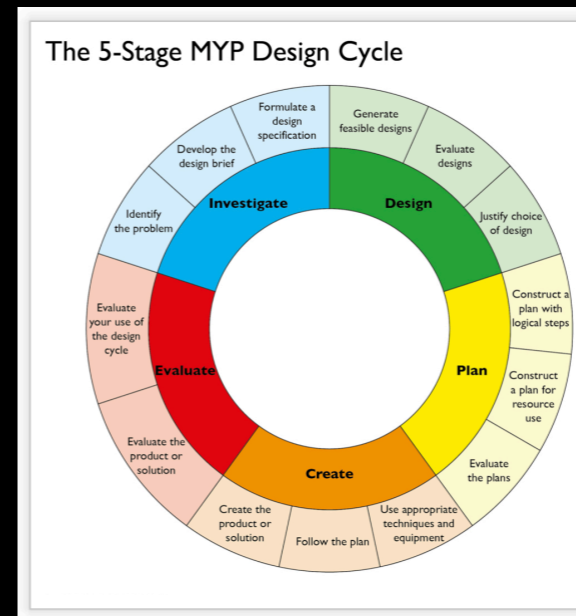 The 5-Stage MYP Design Cycle
Formulate a
design
specification
Generate
feasible designs
Develop the
design brief
Evaluate
designs
Identify
the problem
Justify choice
of design
Investigate
Design
Evaluate
your use of
the design
cycle
Construct a
plan with
logical steps
Evaluate
Plan
Construct
a plan for
resource
use
Evaluate the
product or
solution
Evaluate
the plans
Create
Create the
product or
solution
Follow the plan
Use appropriate
techniques and
equipment